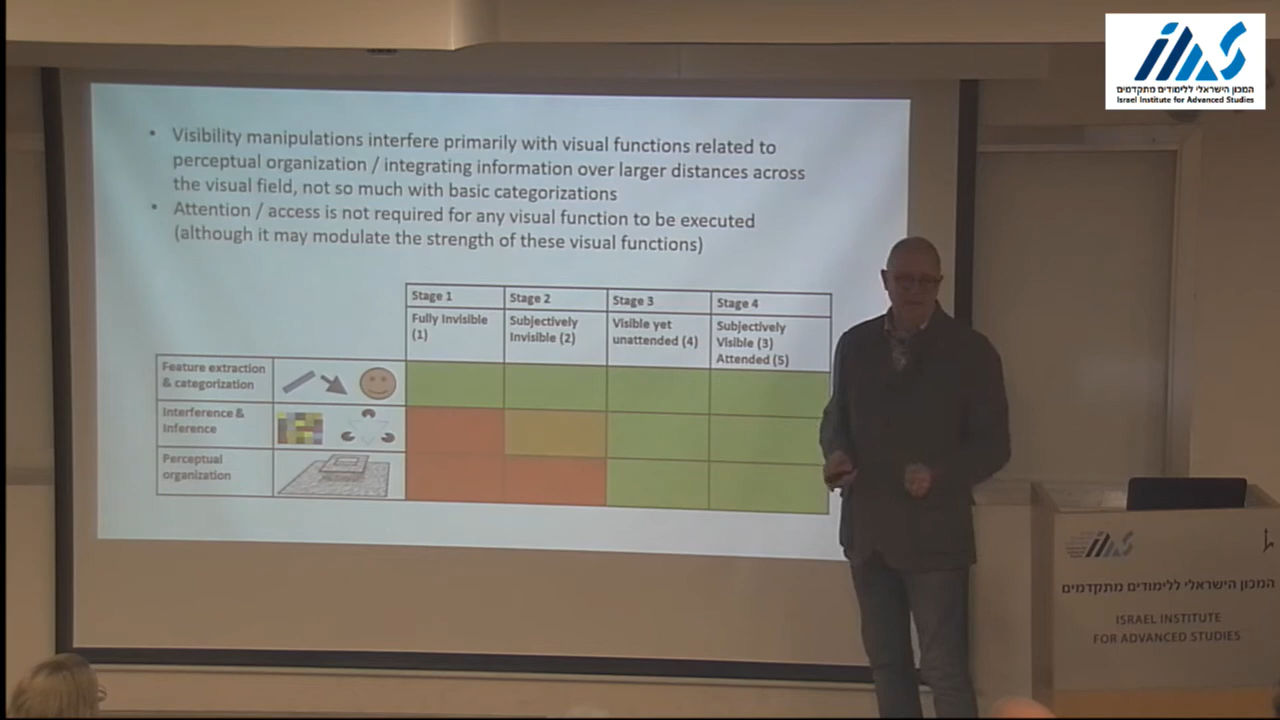 המכון הישראלי ללימודים מתקדמים
Israel Institute for Advanced Studies
• Visibility manipulations interfere primarily with visual functions related to
perceptual organization / integrating information over larger distances across
the visual field, not so much with basic categorizations
• Attention / access is not required for any visual function to be executed
(although it may modulate the strength of these visual functions)
Stage 1
Stage 2
Stage 3
Stage 4
Fully Invisible
(1)
Subjectively
Invisible (2)
Visible yet
unattended (4)
Subjectively
Visible (3)
Attended (5)
Feature extraction
& categorization
Interference &
Inference
Perceptual
organization
המכון הישראלי ללימודים מתקדמים
ISRAEL INSTITUTE
FOR ADVANCED STUDIES